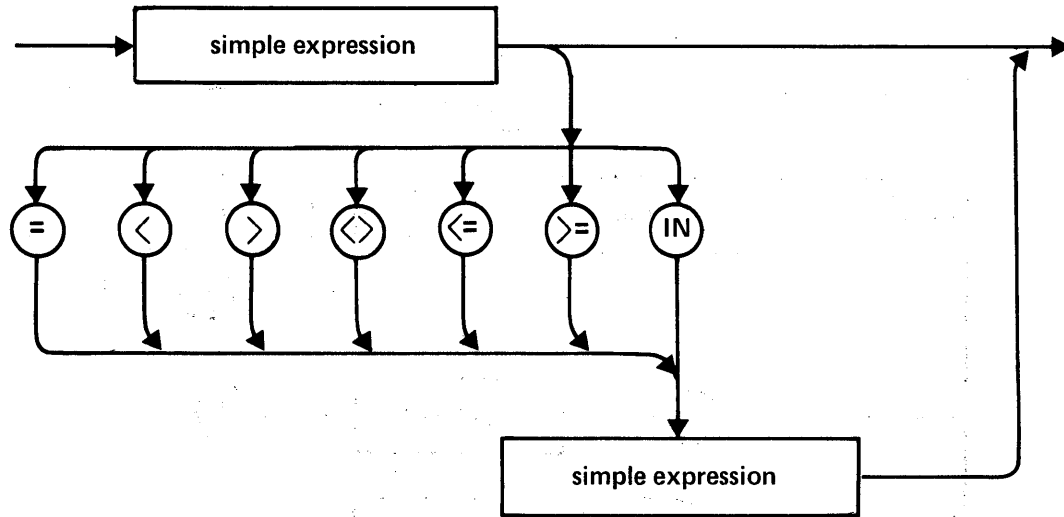 simple expression
= < > <> <= >= IN
simple expression